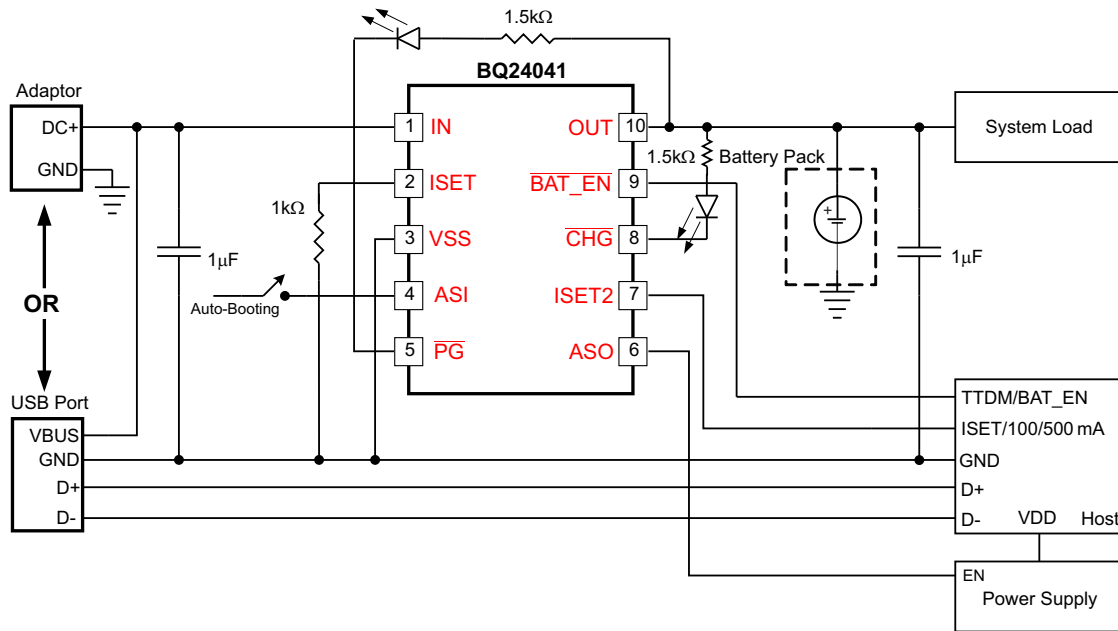 1.5kΩ
BQ24041
Adaptor
DC+
GND
1 IN
OUT 10
System Load
1.5kΩ
Battery Pack
2 ISET
BAT_EN 9
1kΩ
+
3 VSS
CHG 8
1μF
1μF
OR
Auto-Booting
4 ASI
ISET2 7
5 PG
ASO 6
USB Port
VBUS
GND
D+
D-
TTDM/BAT_EN
ISET/100/500 mA
GND
D+
D-
VDD
Host
EN
Power Supply